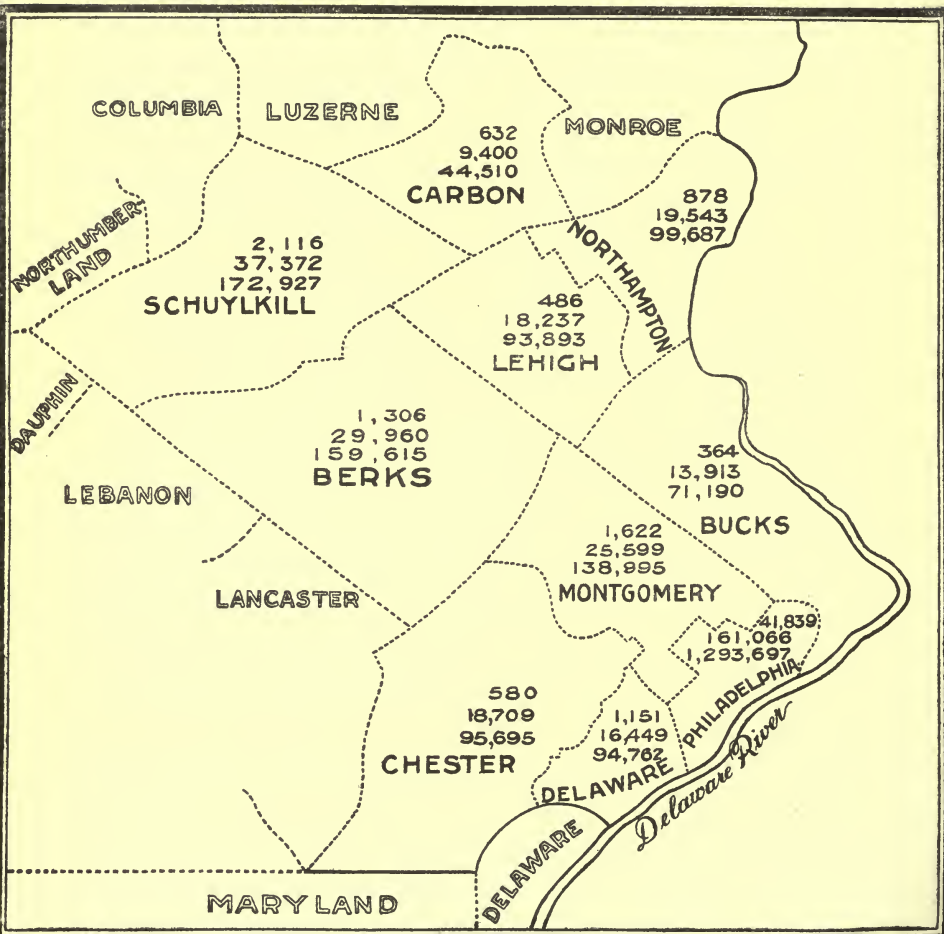 COLUMBIA
LUZERNE
MONROE
632
9,400
44,510
CARBON
878
19,543
99,687
NORTHAMPTON
NORTHUMBER-
LAND
2,116
37,372
172,927
SCHUYLKILL
486
18,237
93,893
LEHIGH
DAUPHIN
1,306
29,960
159,615
BERKS
364
13,913
71,190
BUCKS
LEBANON
1,622
25,599
138,995
MONTGOMERY
LANCASTER
41,839
161,066
1,293,697
PHILADELPHIA
580
18,709
95,695
CHESTER
1,151
16,449
94,762
DELAWARE
Delaware River
DELAWARE
MARYLAND